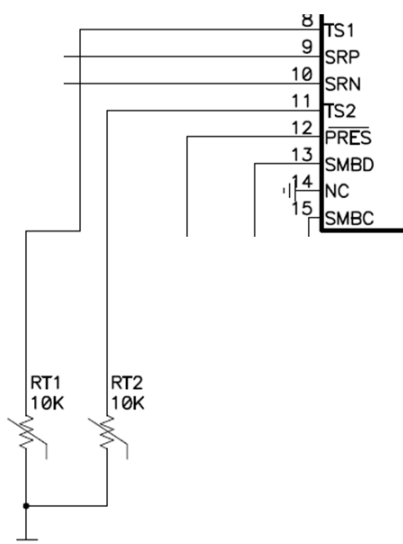 8 TS1
9 SRP
10 SRN
11 TS2
12 PRES
13 SMBD
14 NC
15 SMBC
RT1 RT2
10K 10K